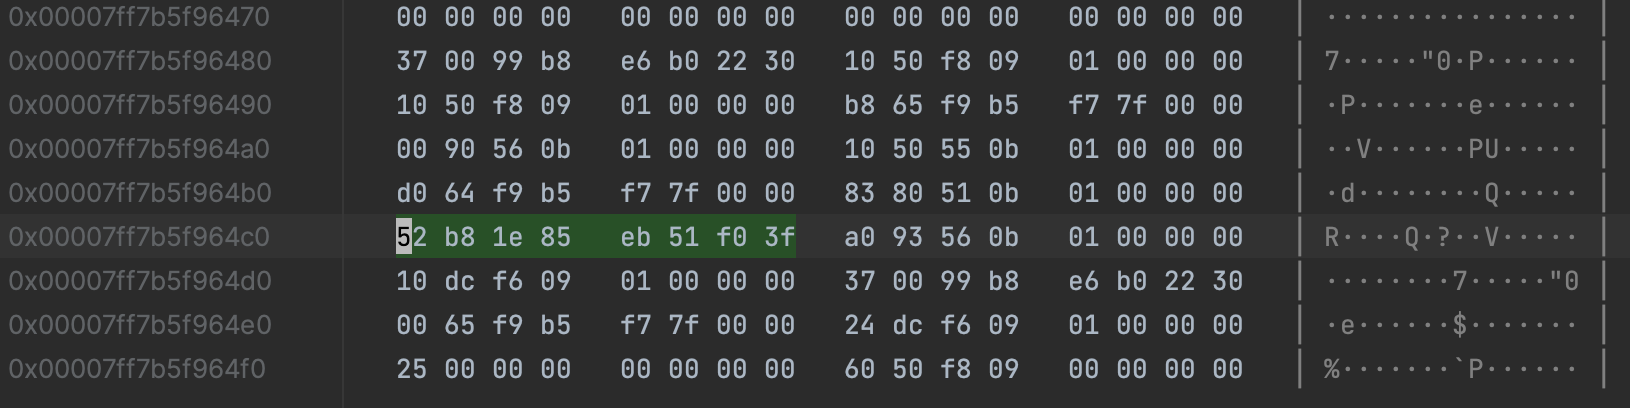 0x00007ff7b5f96470 00 00 00 00 00 00 00 00 00 00 00 00 00 00 00 00 | ················ |
0x00007ff7b5f96480 37 00 99 b8 e6 b0 22 30 10 50 f8 09 01 00 00 00 | 7·····"0·P······ |
0x00007ff7b5f96490 10 50 f8 09 01 00 00 00 b8 65 f9 b5 f7 7f 00 00 | ·P·······e······ |
0x00007ff7b5f964a0 00 90 56 0b 01 00 00 00 10 50 55 0b 01 00 00 00 | ··V······PU····· |
0x00007ff7b5f964b0 d0 64 f9 b5 f7 7f 00 00 83 80 51 0b 01 00 00 00 | ·d········Q····· |
0x00007ff7b5f964c0 52 b8 1e 85 eb 51 f0 3f a0 93 56 0b 01 00 00 00 | R····Q·?··V····· |
0x00007ff7b5f964d0 10 dc f6 09 01 00 00 00 37 00 99 b8 e6 b0 22 30 | ········7·····"0 |
0x00007ff7b5f964e0 00 65 f9 b5 f7 7f 00 00 24 dc f6 09 01 00 00 00 | ·e······$······· |
0x00007ff7b5f964f0 25 00 00 00 00 00 00 00 60 50 f8 09 00 00 00 00 | %·······`P······ |